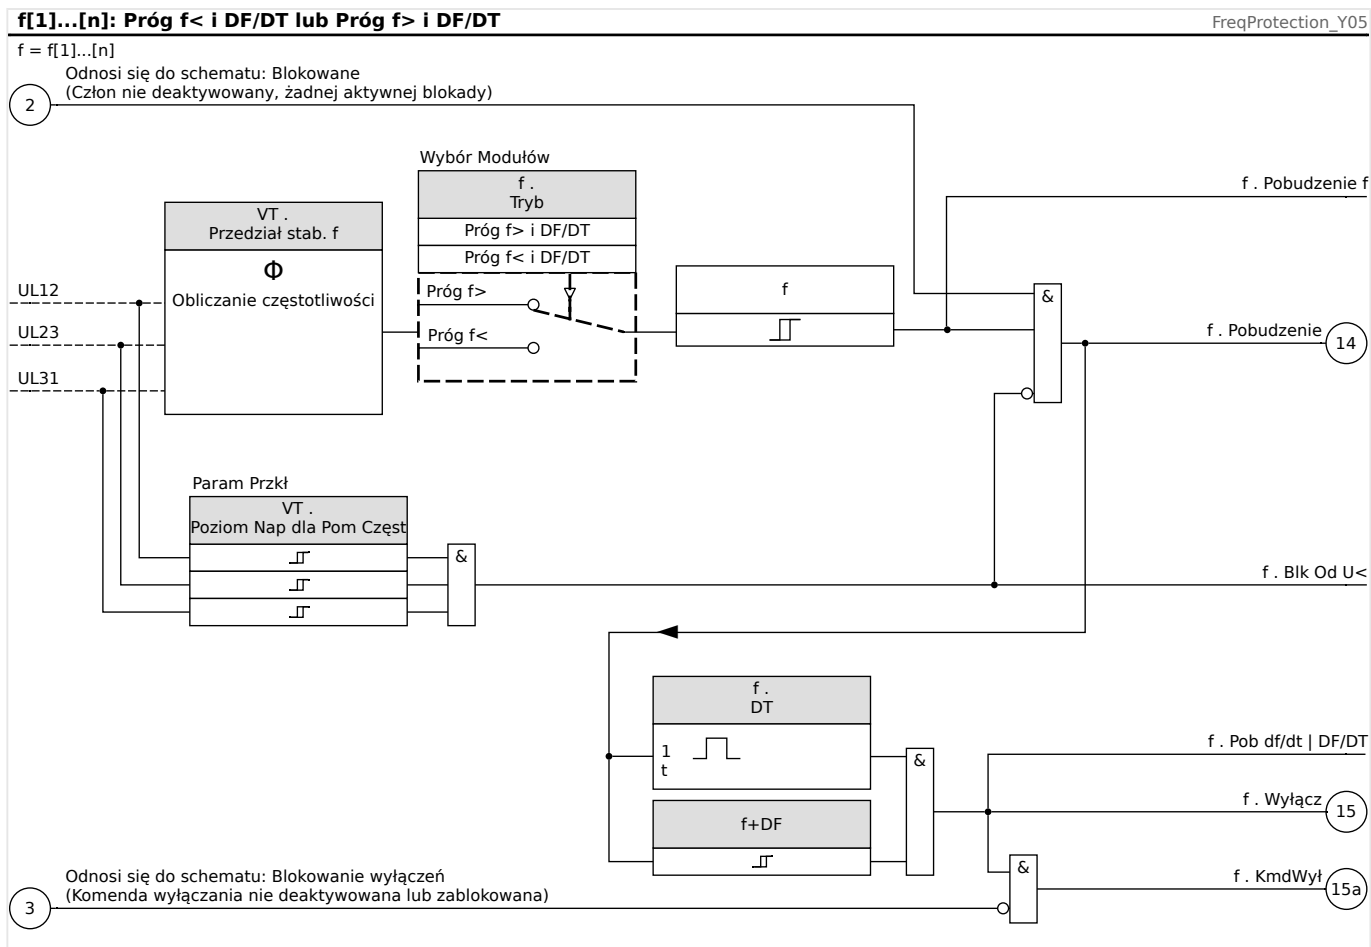 f[1]...[n]: Próg f< i DF/DT lub Próg f> i DF/DT
FreqProtection_Y05
f = f[1]...[n]
Odnosi się do schematu: Blokowane
(Człon nie deaktywowany, żadnej aktywnej blokady)
2
Wybór Modułów
f .
Tryb
Próg f> i DF/DT
Próg f< i DF/DT
Próg f>
Próg f<
f . Pobudzenie f
VT .
Przedział stab. f
Φ
Obliczanie częstotliwości
UL12
UL23
UL31
f
&
f . Pobudzenie
14
Param Przkł
VT .
Poziom Nap dla Pom Częst
&
f . Blk Od U<
f .
DT
1
t
&
f . Pob df/dt | DF/DT
f+DF
f . Wyłącz
15
&
f . KmdWył
15a
Odnosi się do schematu: Blokowanie wyłączeń
(Komenda wyłączania nie deaktywowana lub zablokowana)
3